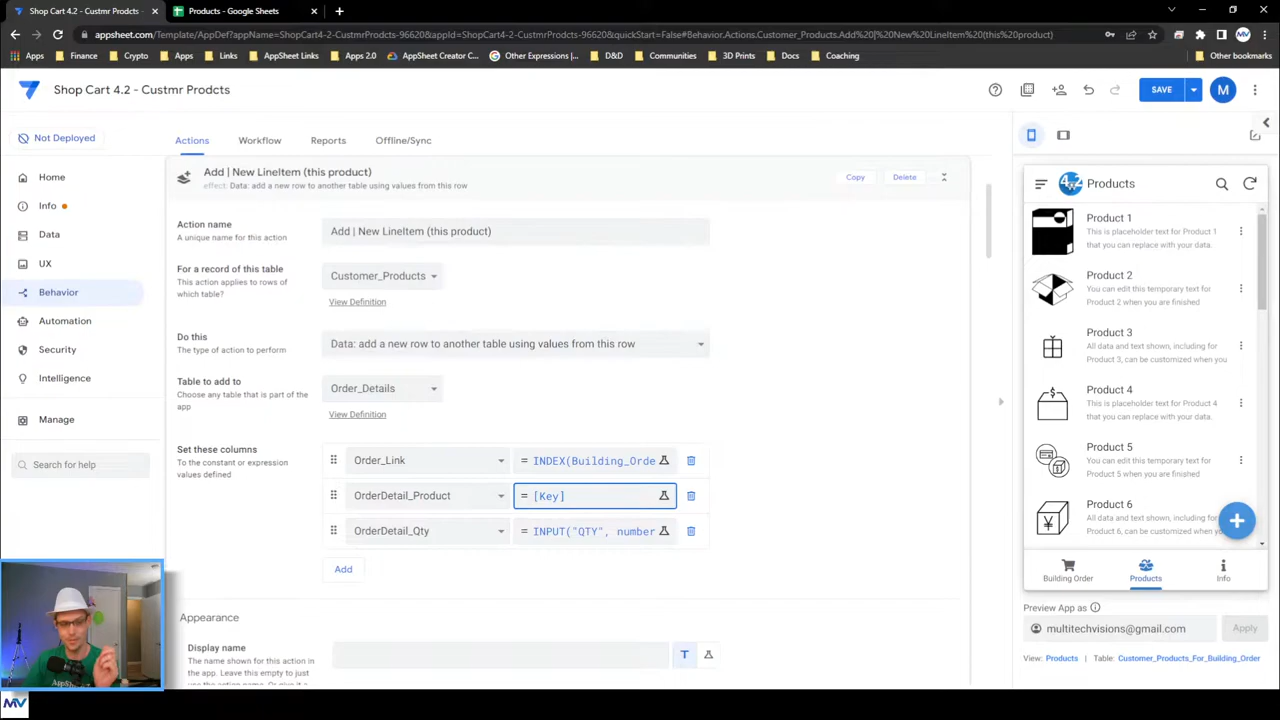 Shop Cart 4.2 - Custmr Prodcts -
Products - Google Sheets
appsheet.com/Template/AppDef?appName=ShopCart4-2-CustmrProdcts-96620&appId=ShopCart4-2-CustmrProdcts-96620&quickStart=False#Behavior.Actions.Customer_Products.Add%20|%20New%20LineItem (this%20product)
Apps
Finance
Crypto
Apps
Links
AppSheet Links
Apps 2.0
AppSheet Creator C...
Other Expressions |...
D&D
Communities
3D Prints
Docs
Coaching
Other bookmarks
Shop Cart 4.2 - Custmr Prodcts
SAVE
M
Not Deployed
Home
Info
Data
UX
Behavior
Automation
Security
Intelligence
Manage
Search for help
Actions
Workflow
Reports
Offline/Sync
Add | New LineItem (this product)
effect: Data: add a new row to another table using values from this row
Copy
Delete
Action name
A unique name for this action
Add | New LineItem (this product)
For a record of this table
This action applies to rows of
which table?
Customer_Products
View Definition
Do this
The type of action to perform
Data: add a new row to another table using values from this row
Table to add to
Choose any table that is part of the
app
Order_Details
View Definition
Set these columns
To the constant or expression
values defined
Order_Link
= INDEX(Building_Orde
OrderDetail_Product
= [Key]
OrderDetail_Qty
= INPUT("QTY", number
Add
Appearance
Display name
The name shown for this action in
the app. Leave this empty to just
T
4.2
Products
Product 1
This is placeholder text for Product 1
that you can replace with your data.
Product 2
You can edit this temporary text for
Product 2 when you are finished
Product 3
All data and text shown, including for
Product 3, can be customized when you
Product 4
This is placeholder text for Product 4
that you can replace with your data.
Product 5
You can edit this temporary text for
Product 5 when you are finished
Product 6
All data and text shown, including for
Product 6, can be customized when you
Building Order
Products
Info
Preview App as
multitechvisions@gmail.com
Apply
View: Products | Table: Customer_Products_For_Building_Order
MV